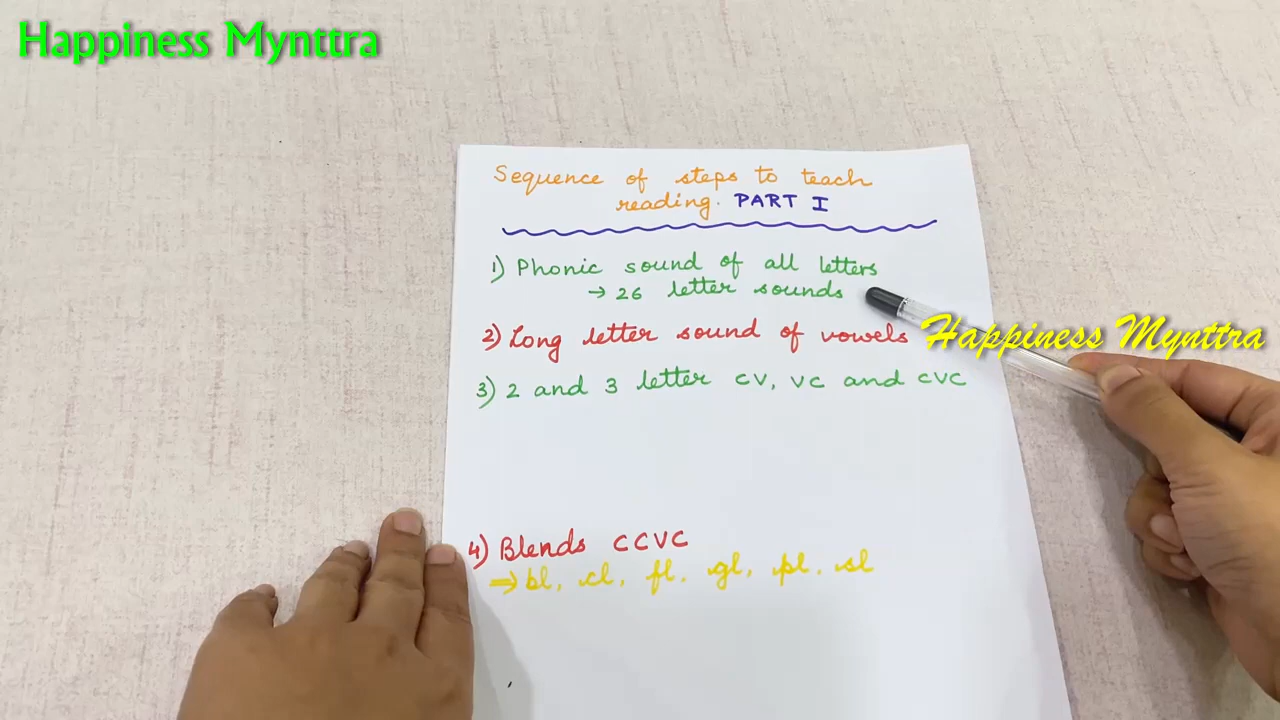 Happiness Mynttra
Sequence of steps to teach
reading. PART I
1) Phonic sound of all letters
→ 26 letter sounds
2) Long letter sound of vowels
Happiness Mynttra
3) 2 and 3 letter CV, VC and CVC
4) Blends CCVC
⇒ bl, cl, fl, gl, pl, sl